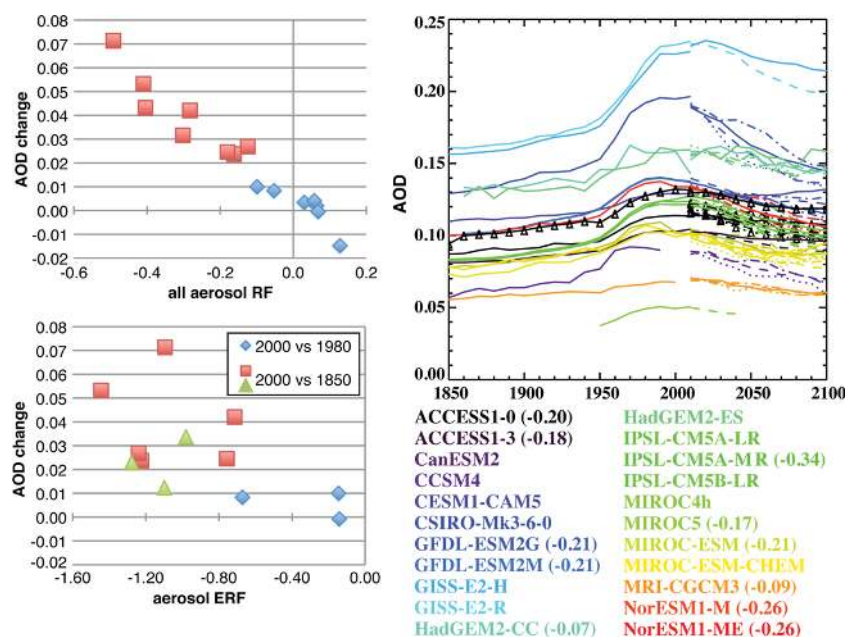 0.08
0.07
0.06
0.05
0.04
0.03
0.02
0.01
0.00
-0.01
-0.02
AOD change
-0.6 -0.4 -0.2 0.0 0.2
all aerosol RF
0.08
0.07
0.06
0.05
0.04
0.03
0.02
0.01
0.00
-0.01
-0.02
AOD change
2000 vs 1980
2000 vs 1850
-1.60 -1.20 -0.80 -0.40 0.00
aerosol ERF
0.25
0.20
0.15
0.10
0.05
0.00
AOD
1850 1900 1950 2000 2050 2100
ACCESS1-0 (-0.20)
ACCESS1-3 (-0.18)
CanESM2
CCSM4
CESM1-CAM5
CSIRO-Mk3-6-0
GFDL-ESM2G (-0.21)
GFDL-ESM2M (-0.21)
GISS-E2-H
GISS-E2-R
HadGEM2-CC (-0.07)
HadGEM2-ES
IPSL-CM5A-LR
IPSL-CM5A-MR (-0.34)
IPSL-CM5B-LR
MIROC4h
MIROC5 (-0.17)
MIROC-ESM (-0.21)
MIROC-ESM-CHEM
MRI-CGCM3 (-0.09)
NorESM1-M (-0.26)
NorESM1-ME (-0.26)